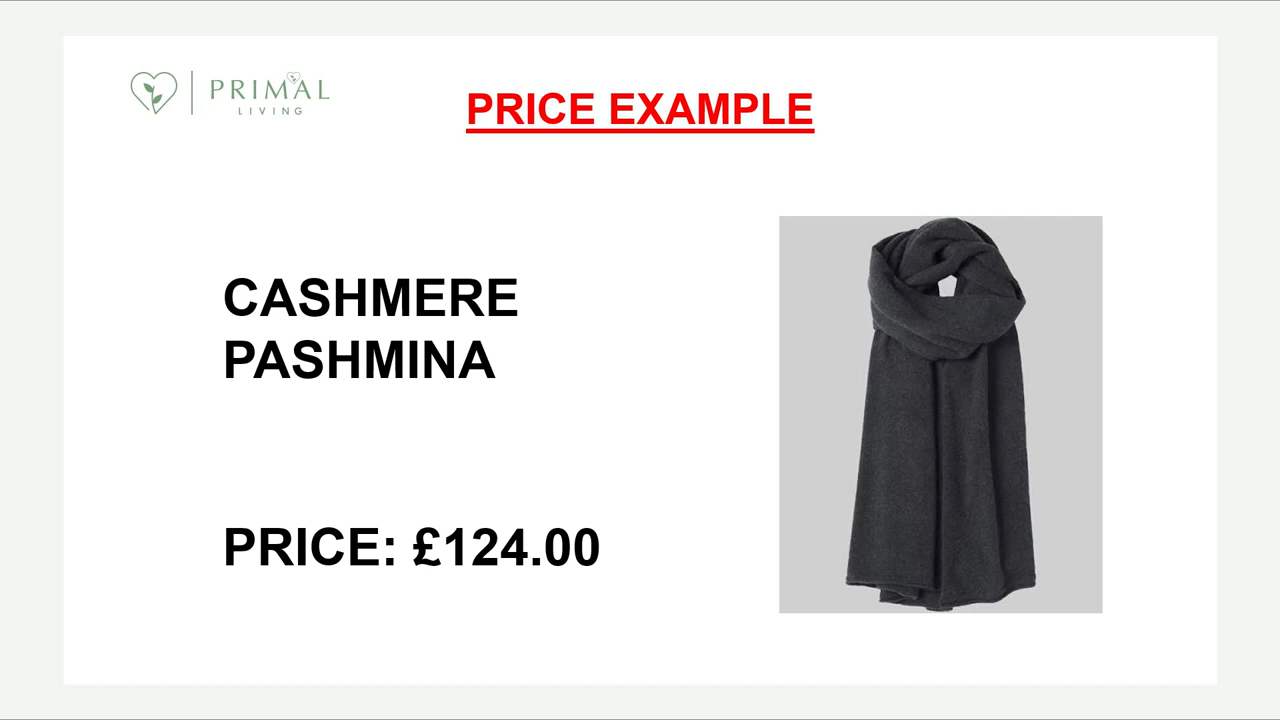 PRIMAL
LIVING
PRICE EXAMPLE
CASHMERE
PASHMINA
PRICE: £124.00